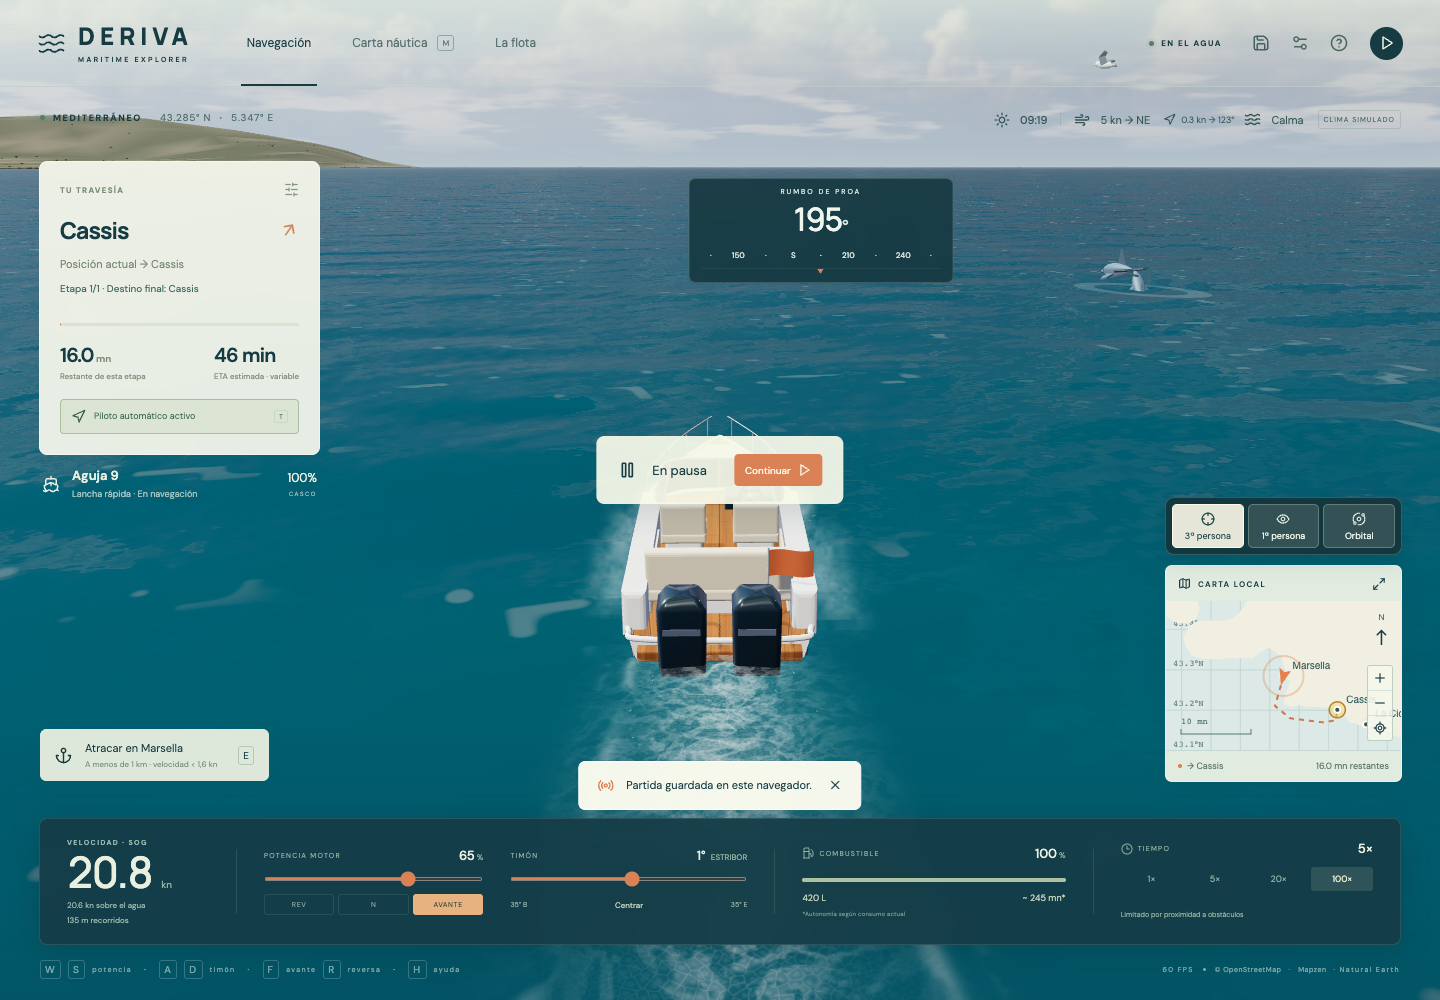 DERIVA
MARITIME EXPLORER
Navegación
Carta náutica M
La flota
EN EL AGUA
MEDITERRÁNEO 43.285° N · 5.347° E
09:19
5 kn → NE
0.3 kn → 123°
Calma
CLIMA SIMULADO
TU TRAVESÍA
Cassis
Posición actual → Cassis
Etapa 1/1 · Destino final: Cassis
16.0 mn
Restante de esta etapa
46 min
ETA estimada · variable
Piloto automático activo T
Aguja 9
Lancha rápida · En navegación
100%
CASCO
RUMBO DE PROA
195°
· 150 · S · 210 · 240 ·
En pausa
Continuar
3ª persona
1ª persona
Orbital
CARTA LOCAL
N
43.3°N
Marsella
43.2°N
Cassis
10 mn
43.1°N
→ Cassis
16.0 mn restantes
Atracar en Marsella
A menos de 1 km · velocidad < 1,6 kn
E
Partida guardada en este navegador.
VELOCIDAD · SOG
20.8 kn
20.6 kn sobre el agua
135 m recorridos
POTENCIA MOTOR
65 %
REV
N
AVANTE
TIMÓN
1° ESTRIBOR
35° B
Centrar
35° E
COMBUSTIBLE
100 %
420 L
~ 245 mn*
*Autonomía según consumo actual
TIEMPO
5×
1×
5×
20×
100×
Limitado por proximidad a obstáculos
W S potencia · A D timón · F avante R reversa · H ayuda
60 FPS • © OpenStreetMap · Mapzen · Natural Earth